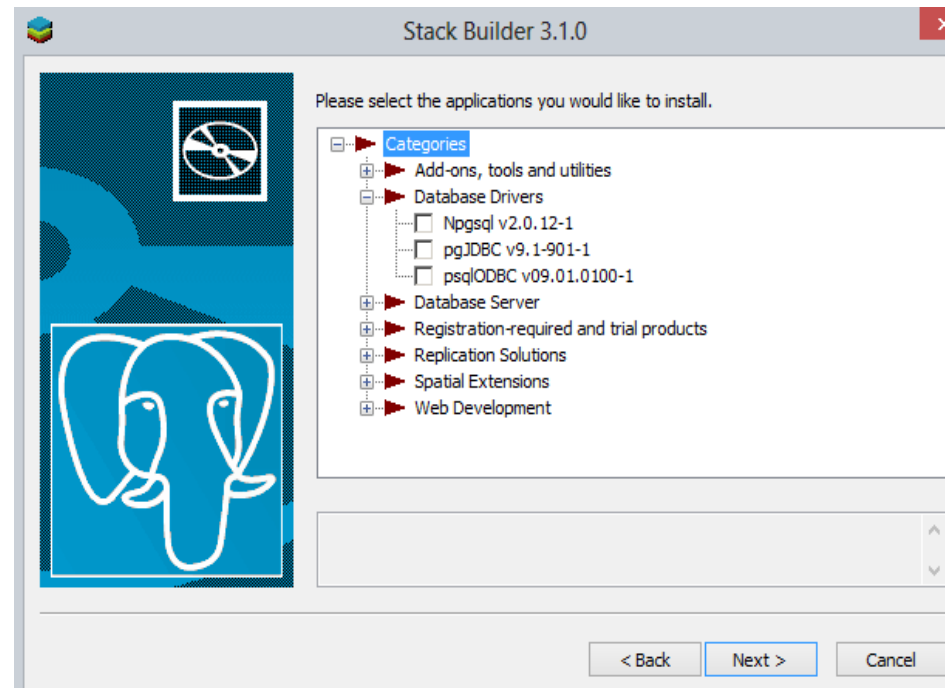 Stack Builder 3.1.0
Please select the applications you would like to install.
Categories
Add-ons, tools and utilities
Database Drivers
Npgsql v2.0.12-1
pgJDBC v9.1-901-1
psqlODBC v09.01.0100-1
Database Server
Registration-required and trial products
Replication Solutions
Spatial Extensions
Web Development
< Back Next > Cancel